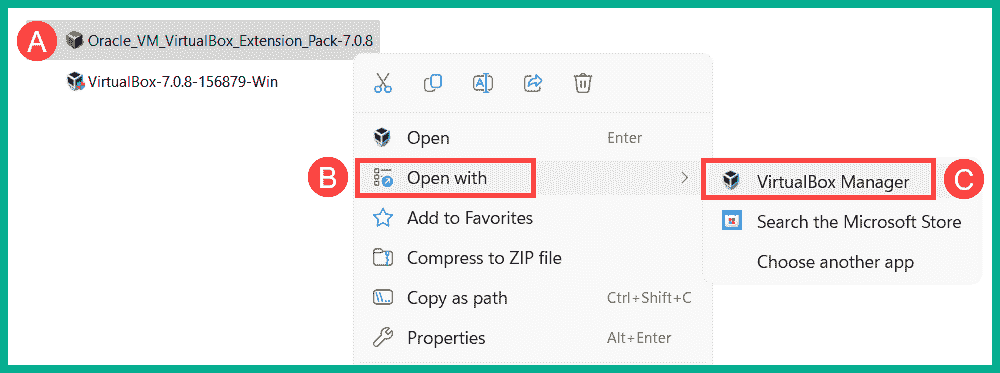 A Oracle_VM_VirtualBox_Extension_Pack-7.0.8
VirtualBox-7.0.8-156879-Win
Open Enter
B Open with
VirtualBox Manager C
Add to Favorites
Search the Microsoft Store
Compress to ZIP file
Choose another app
Copy as path Ctrl+Shift+C
Properties Alt+Enter